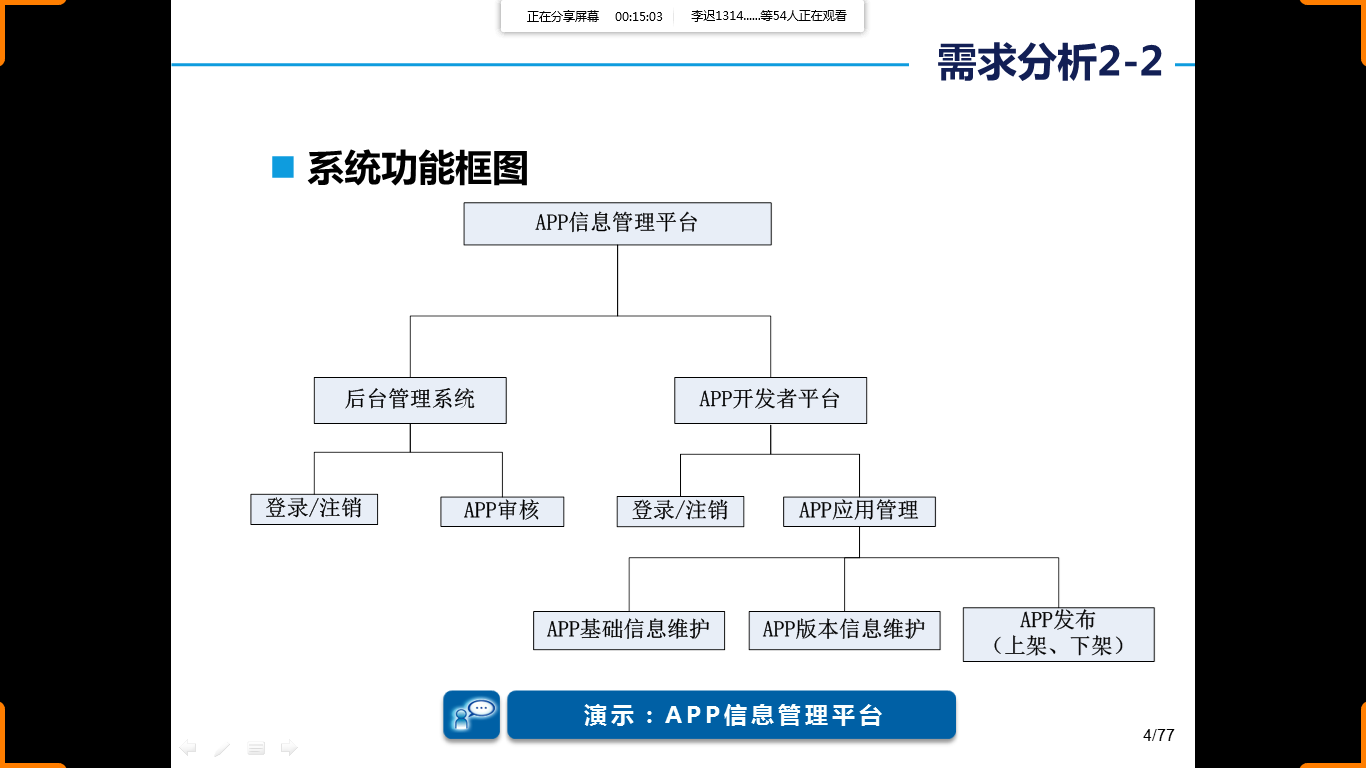 正在分享屏幕 00:15:03 李迟1314......等54人正在观看
需求分析2-2
系统功能框图
APP信息管理平台
后台管理系统
APP开发者平台
登录/注销
APP审核
登录/注销
APP应用管理
APP基础信息维护
APP版本信息维护
APP发布
（上架、下架）
演示：APP信息管理平台
4/77